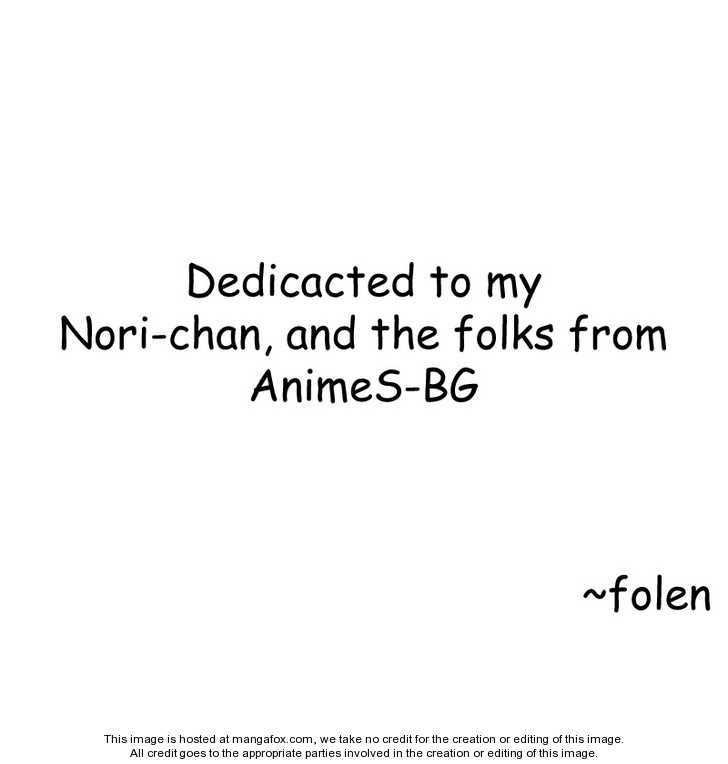 Dedicacted to my
Nori-chan, and the folks from
AnimeS-BG
~folen
This image is hosted at mangafox.com, we take no credit for the creation or editing of this image.
All credit goes to the appropriate parties involved in the creation or editing of this image.